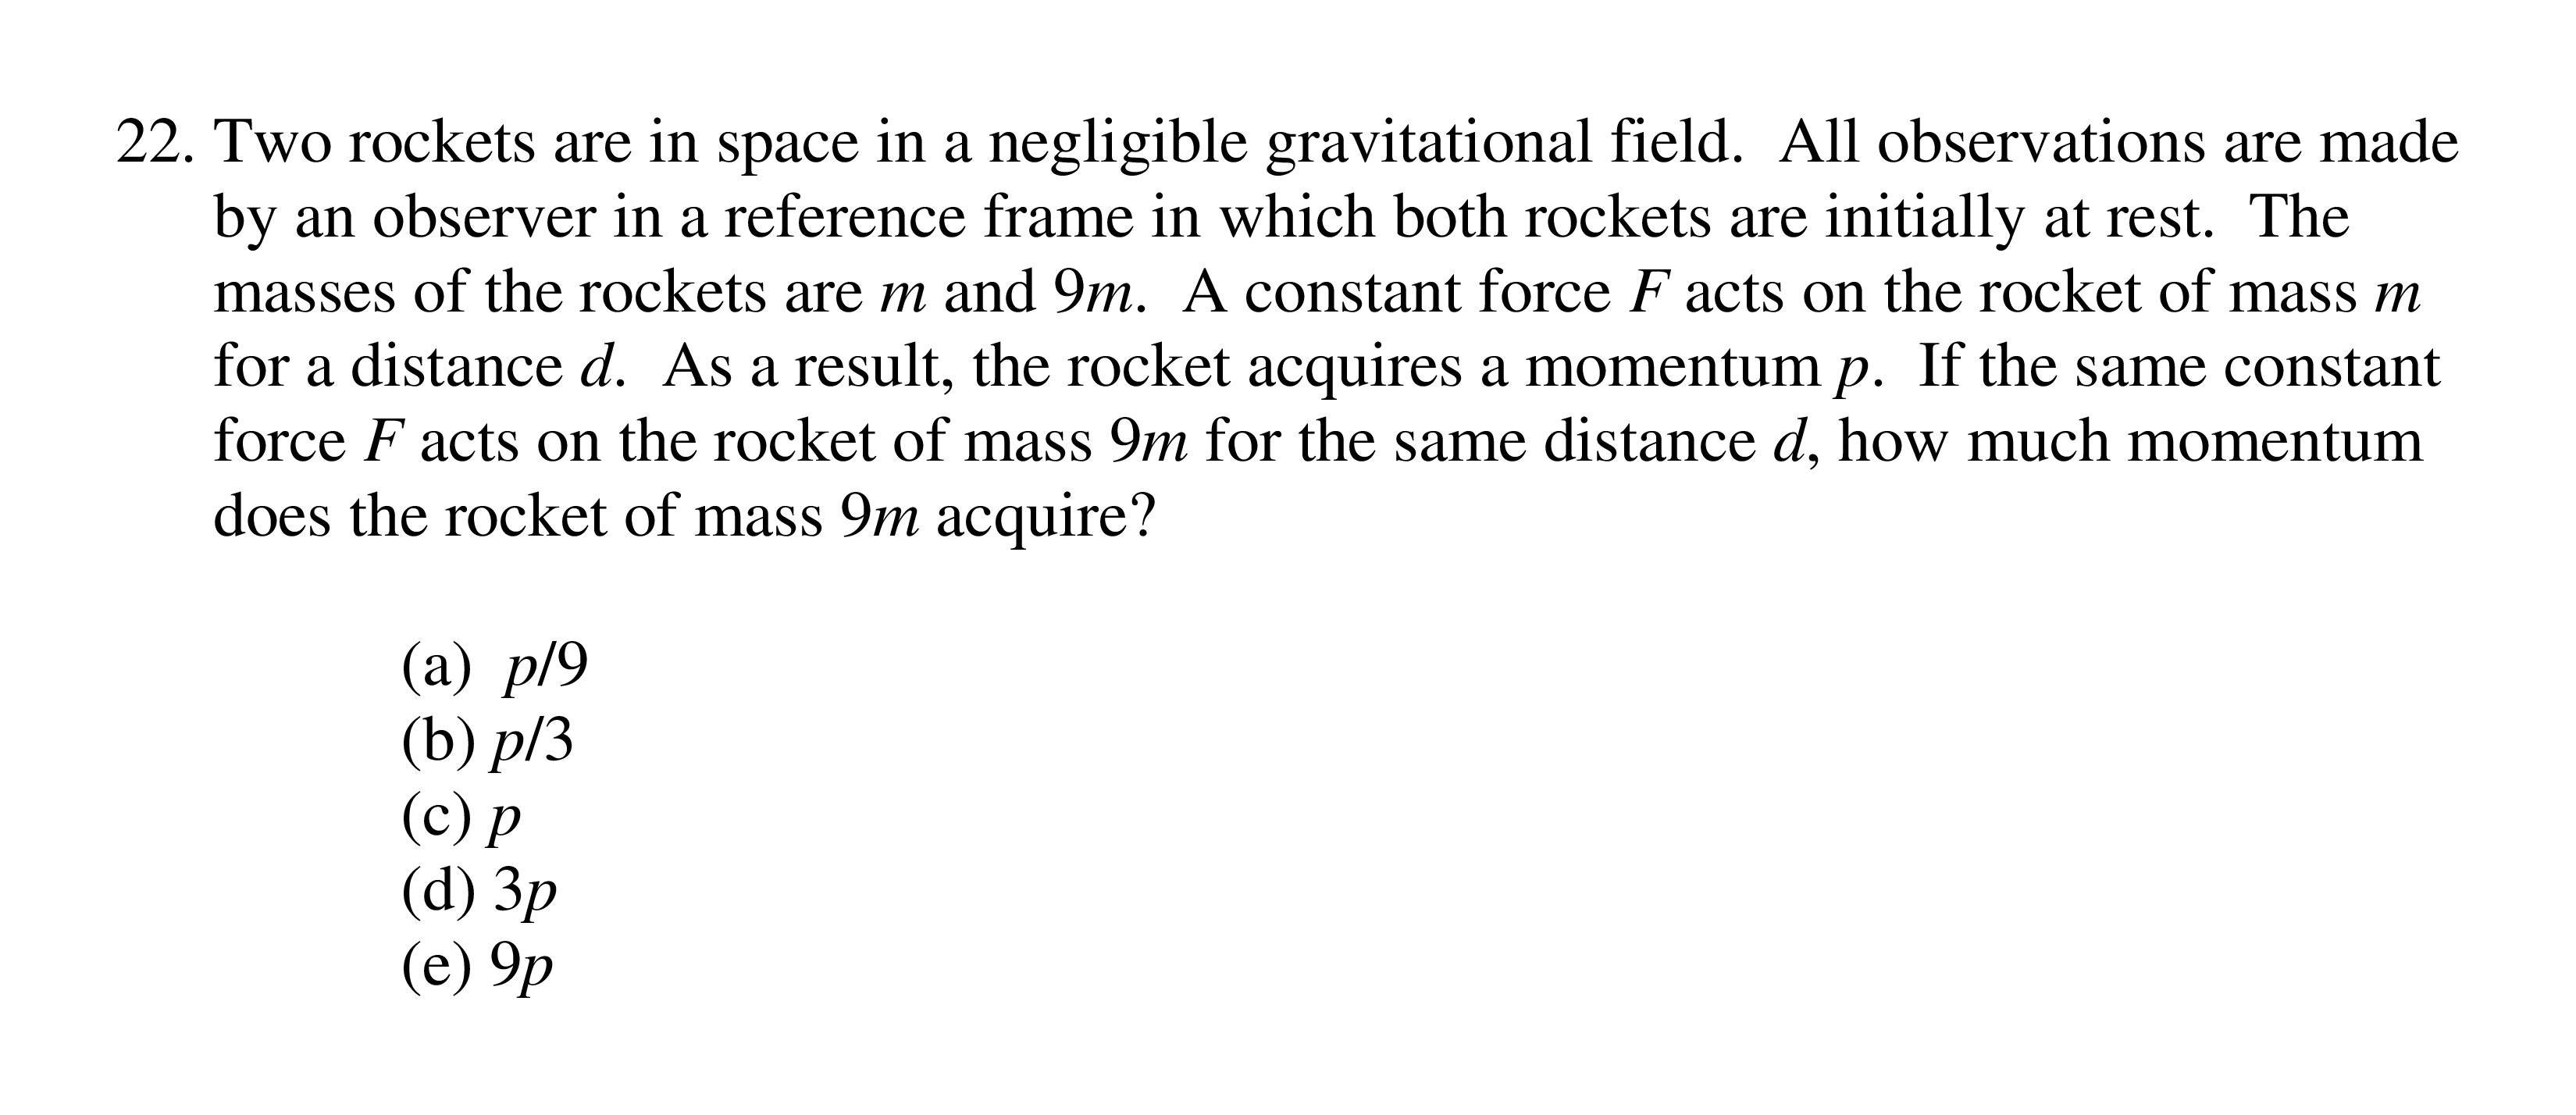 22. Two rockets are in space in a negligible gravitational field.  All observations are made
by an observer in a reference frame in which both rockets are initially at rest.  The
masses of the rockets are m and 9m.  A constant force F acts on the rocket of mass m
for a distance d.  As a result, the rocket acquires a momentum p.  If the same constant
force F acts on the rocket of mass 9m for the same distance d, how much momentum
does the rocket of mass 9m acquire?
(a) p/9
(b) p/3
(c) p
(d) 3p
(e) 9p